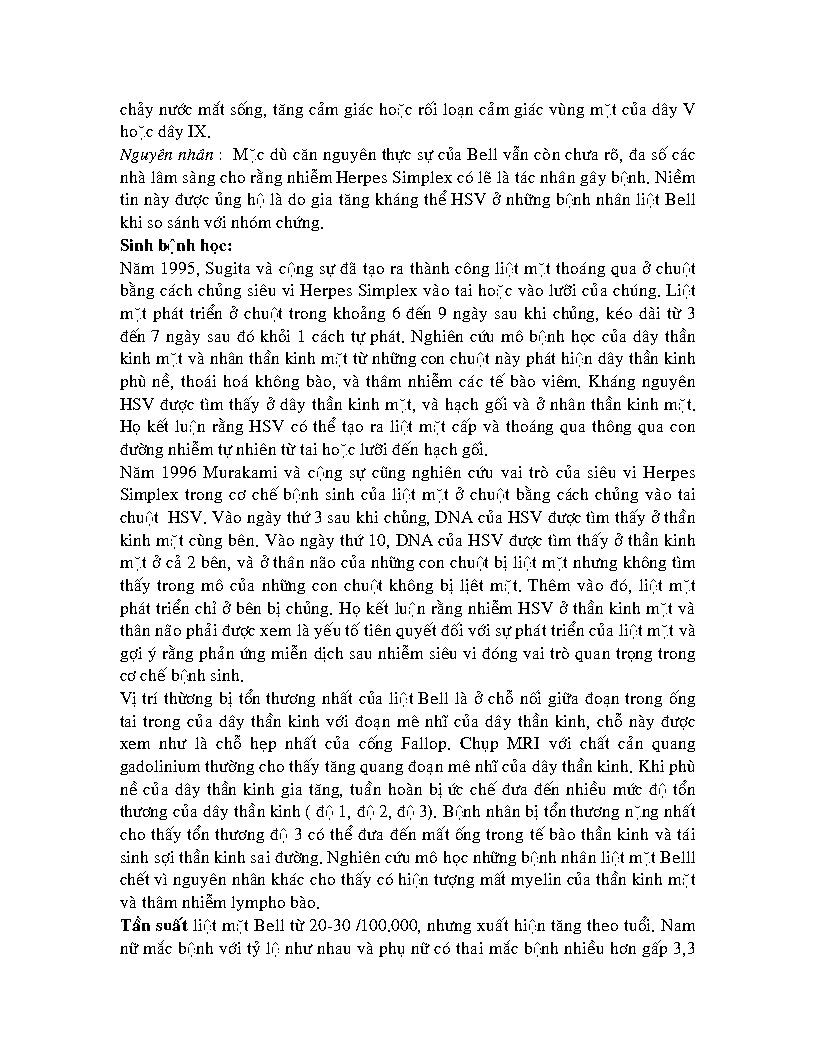 chảy nước mắt sống, tăng cảm giác hoặc rối loạn cảm giác vùng mặt của dây V
hoặc dây IX.
Nguyên nhân : Mặc dù căn nguyên thực sự của Bell vẫn còn chưa rõ, đa số các
nhà lâm sàng cho rằng nhiễm Herpes Simplex có lẽ là tác nhân gây bệnh. Niềm
tin này được ủng hộ là do gia tăng kháng thể HSV ở những bệnh nhân liệt Bell
khi so sánh với nhóm chứng.
Sinh bệnh học:
Năm 1995, Sugita và cộng sự đã tạo ra thành công liệt mặt thoáng qua ở chuột
bằng cách chủng siêu vi Herpes Simplex vào tai hoặc vào lưỡi của chúng. Liệt
mặt phát triển ở chuột trong khoảng 6 đến 9 ngày sau khi chủng, kéo dài từ 3
đến 7 ngày sau đó khỏi 1 cách tự phát. Nghiên cứu mô bệnh học của dây thần
kinh mặt và nhân thần kinh mặt từ những con chuột này phát hiện dây thần kinh
phù nề, thoái hoá không bào, và thâm nhiễm các tế bào viêm. Kháng nguyên
HSV được tìm thấy ở dây thần kinh mặt, và hạch gối và ở nhân thần kinh mặt.
Họ kết luận rằng HSV có thể tạo ra liệt mặt cấp và thoáng qua thông qua con
đường nhiễm tự nhiên từ tai hoặc lưỡi đến hạch gối.
Năm 1996 Murakami và cộng sự cũng nghiên cứu vai trò của siêu vi Herpes
Simplex trong cơ chế bệnh sinh của liệt mặt ở chuột bằng cách chủng vào tai
chuột HSV. Vào ngày thứ 3 sau khi chủng, DNA của HSV được tìm thấy ở thần
kinh mặt cùng bên. Vào ngày thứ 10, DNA của HSV được tìm thấy ở thần kinh
mặt ở cả 2 bên, và ở thân não của những con chuột bị liệt mặt nhưng không tìm
thấy trong mô của những con chuột không bị lịêt mặt. Thêm vào đó, liệt mặt
phát triển chỉ ở bên bị chủng. Họ kết luận rằng nhiễm HSV ở thần kinh mặt và
thân não phải được xem là yếu tố tiên quyết đối với sự phát triển của liệt mặt và
gợi ý rằng phản ứng miễn dịch sau nhiễm siêu vi đóng vai trò quan trọng trong
cơ chế bệnh sinh.
Vị trí thừơng bị tổn thương nhất của liệt Bell là ở chỗ nối giữa đoạn trong ống
tai trong của dây thần kinh với đoạn mê nhĩ của dây thần kinh, chỗ này được
xem như là chỗ hẹp nhất của cống Fallop. Chụp MRI với chất cản quang
gadolinium thường cho thấy tăng quang đoạn mê nhĩ của dây thần kinh. Khi phù
nề của dây thần kinh gia tăng, tuần hoàn bị ức chế đưa đến nhiều mức độ tổn
thương của dây thần kinh ( độ 1, độ 2, độ 3). Bệnh nhân bị tổn thương nặng nhất
cho thấy tổn thương độ 3 có thể đưa đến mất ống trong tế bào thần kinh và tái
sinh sợi thần kinh sai đường. Nghiên cứu mô học những bệnh nhân liệt mặt Belll
chết vì nguyên nhân khác cho thấy có hiện tượng mất myelin của thần kinh mặt
và thâm nhiễm lympho bào.
Tần suất liệt mặt Bell từ 20-30 /100.000, nhưng xuất hiện tăng theo tuổi. Nam
nữ mắc bệnh với tỷ lệ như nhau và phụ nữ có thai mắc bệnh nhiều hơn gấp 3,3